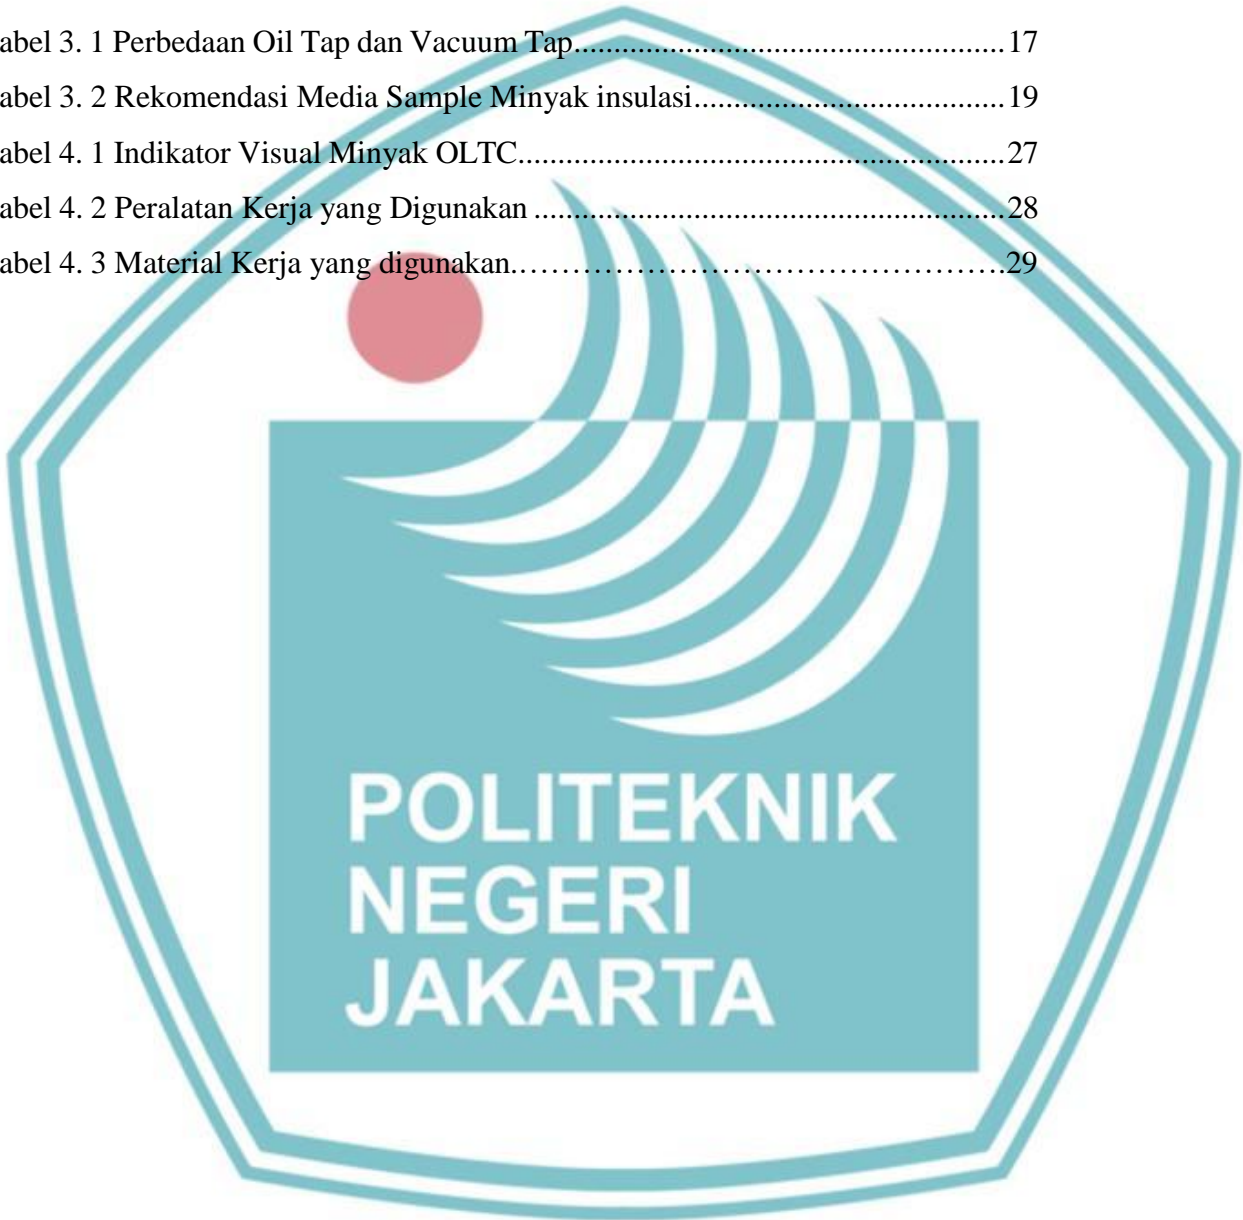 abel 3. 1 Perbedaan Oil Tap dan Vacuum Tap.......................................................................17
abel 3. 2 Rekomendasi Media Sample Minyak insulasi...................................................19
abel 4. 1 Indikator Visual Minyak OLTC................................................................................27
abel 4. 2 Peralatan Kerja yang Digunakan ..............................................................................28
abel 4. 3 Material Kerja yang digunakan.……………………………………….29
POLITEKNIK
NEGERI
JAKARTA